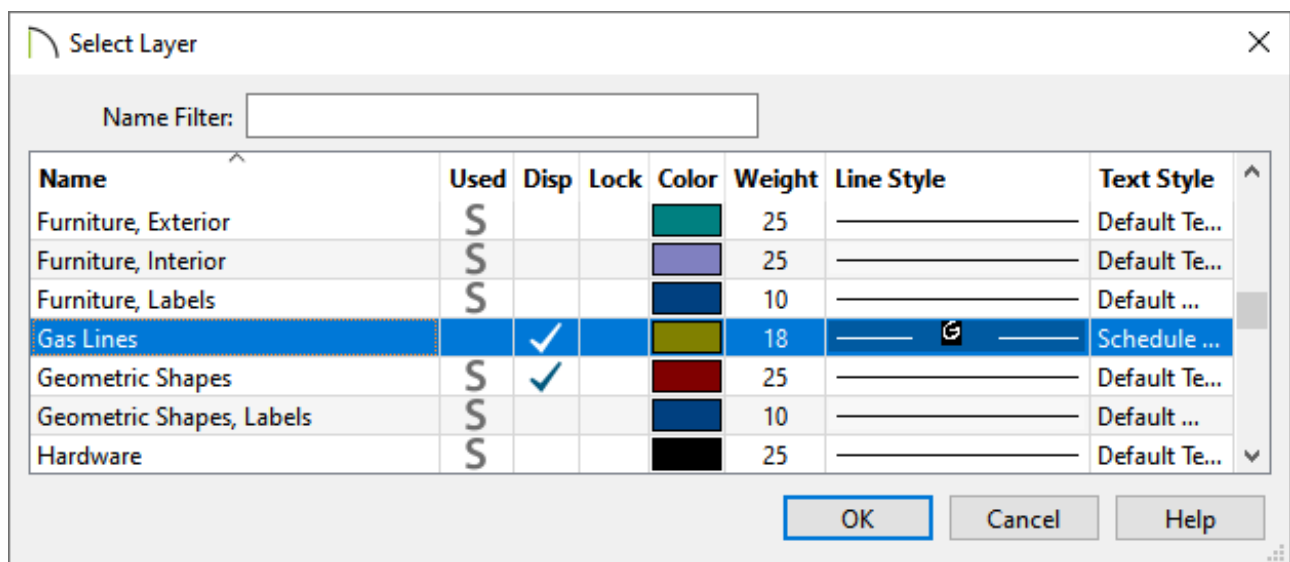 Select Layer
Name Filter:
Name Used Disp Lock Color Weight Line Style Text Style
Furniture, Exterior S 25 Default Te...
Furniture, Interior S 25 Default Te...
Furniture, Labels S 10 Default ...
Gas Lines 18 G Schedule ...
Geometric Shapes S 25 Default Te...
Geometric Shapes, Labels S 10 Default ...
Hardware S 25 Default Te...
OK Cancel Help